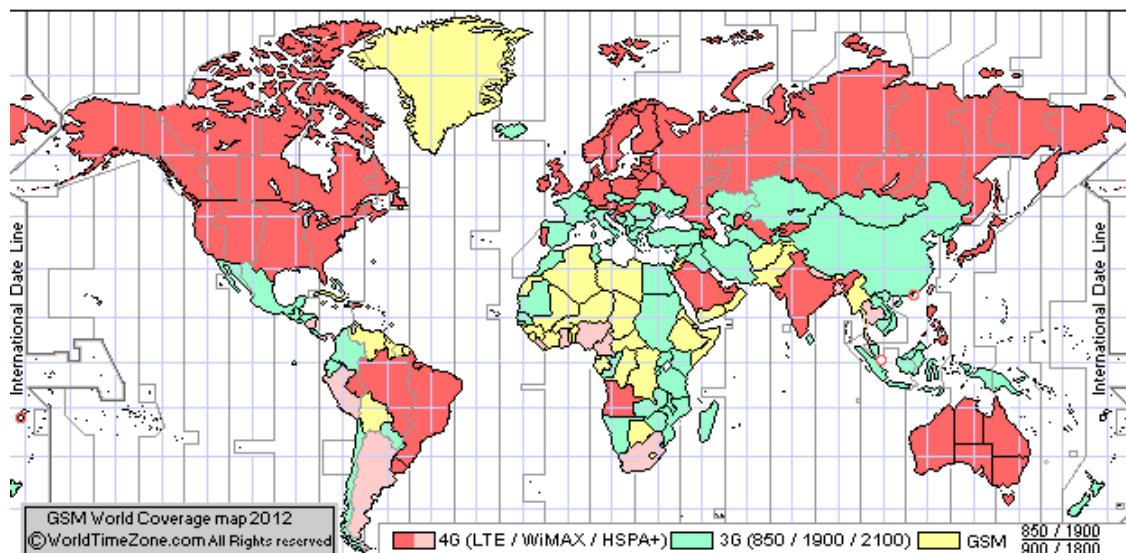 International Date Line
International Date Line
GSM World Coverage map 2012
©WorldTimeZone.com All Rights reserved
4G (LTE / WiMAX / HSPA+)
3G (850 / 1900 / 2100)
GSM
850 / 1900
900 / 1800